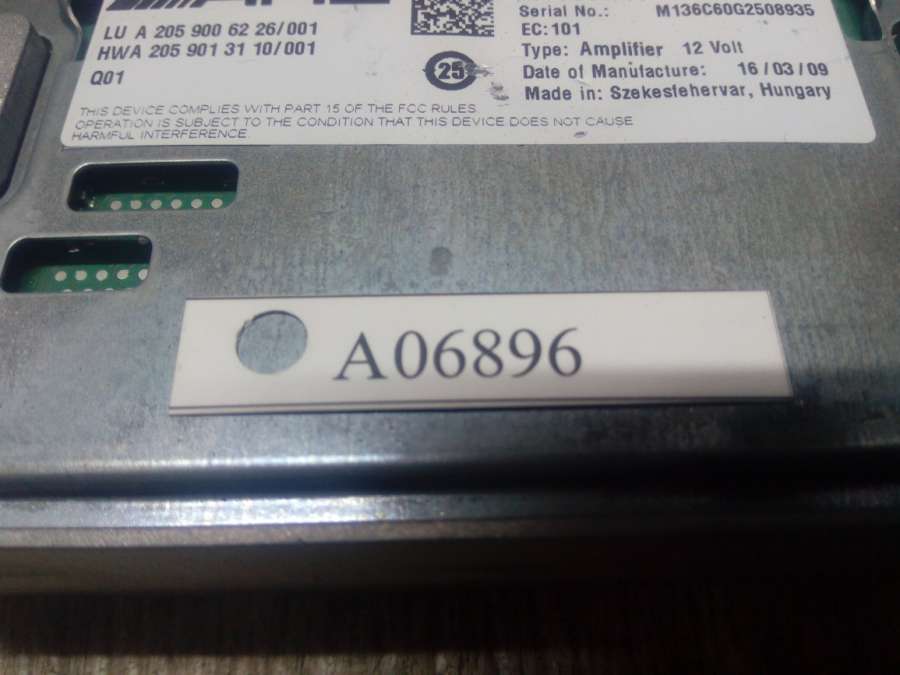 LU A 205 900 62 26/001
HWA 205 901 31 10/001
Q01
25
Serial No.: M136C60G2508935
EC: 101
Type: Amplifier 12 Volt
Date of Manufacture: 16/03/09
Made in: Szekesfehervar, Hungary
THIS DEVICE COMPLIES WITH PART 15 OF THE FCC RULES.
OPERATION IS SUBJECT TO THE CONDITION THAT THIS DEVICE DOES NOT CAUSE
HARMFUL INTERFERENCE.
A06896